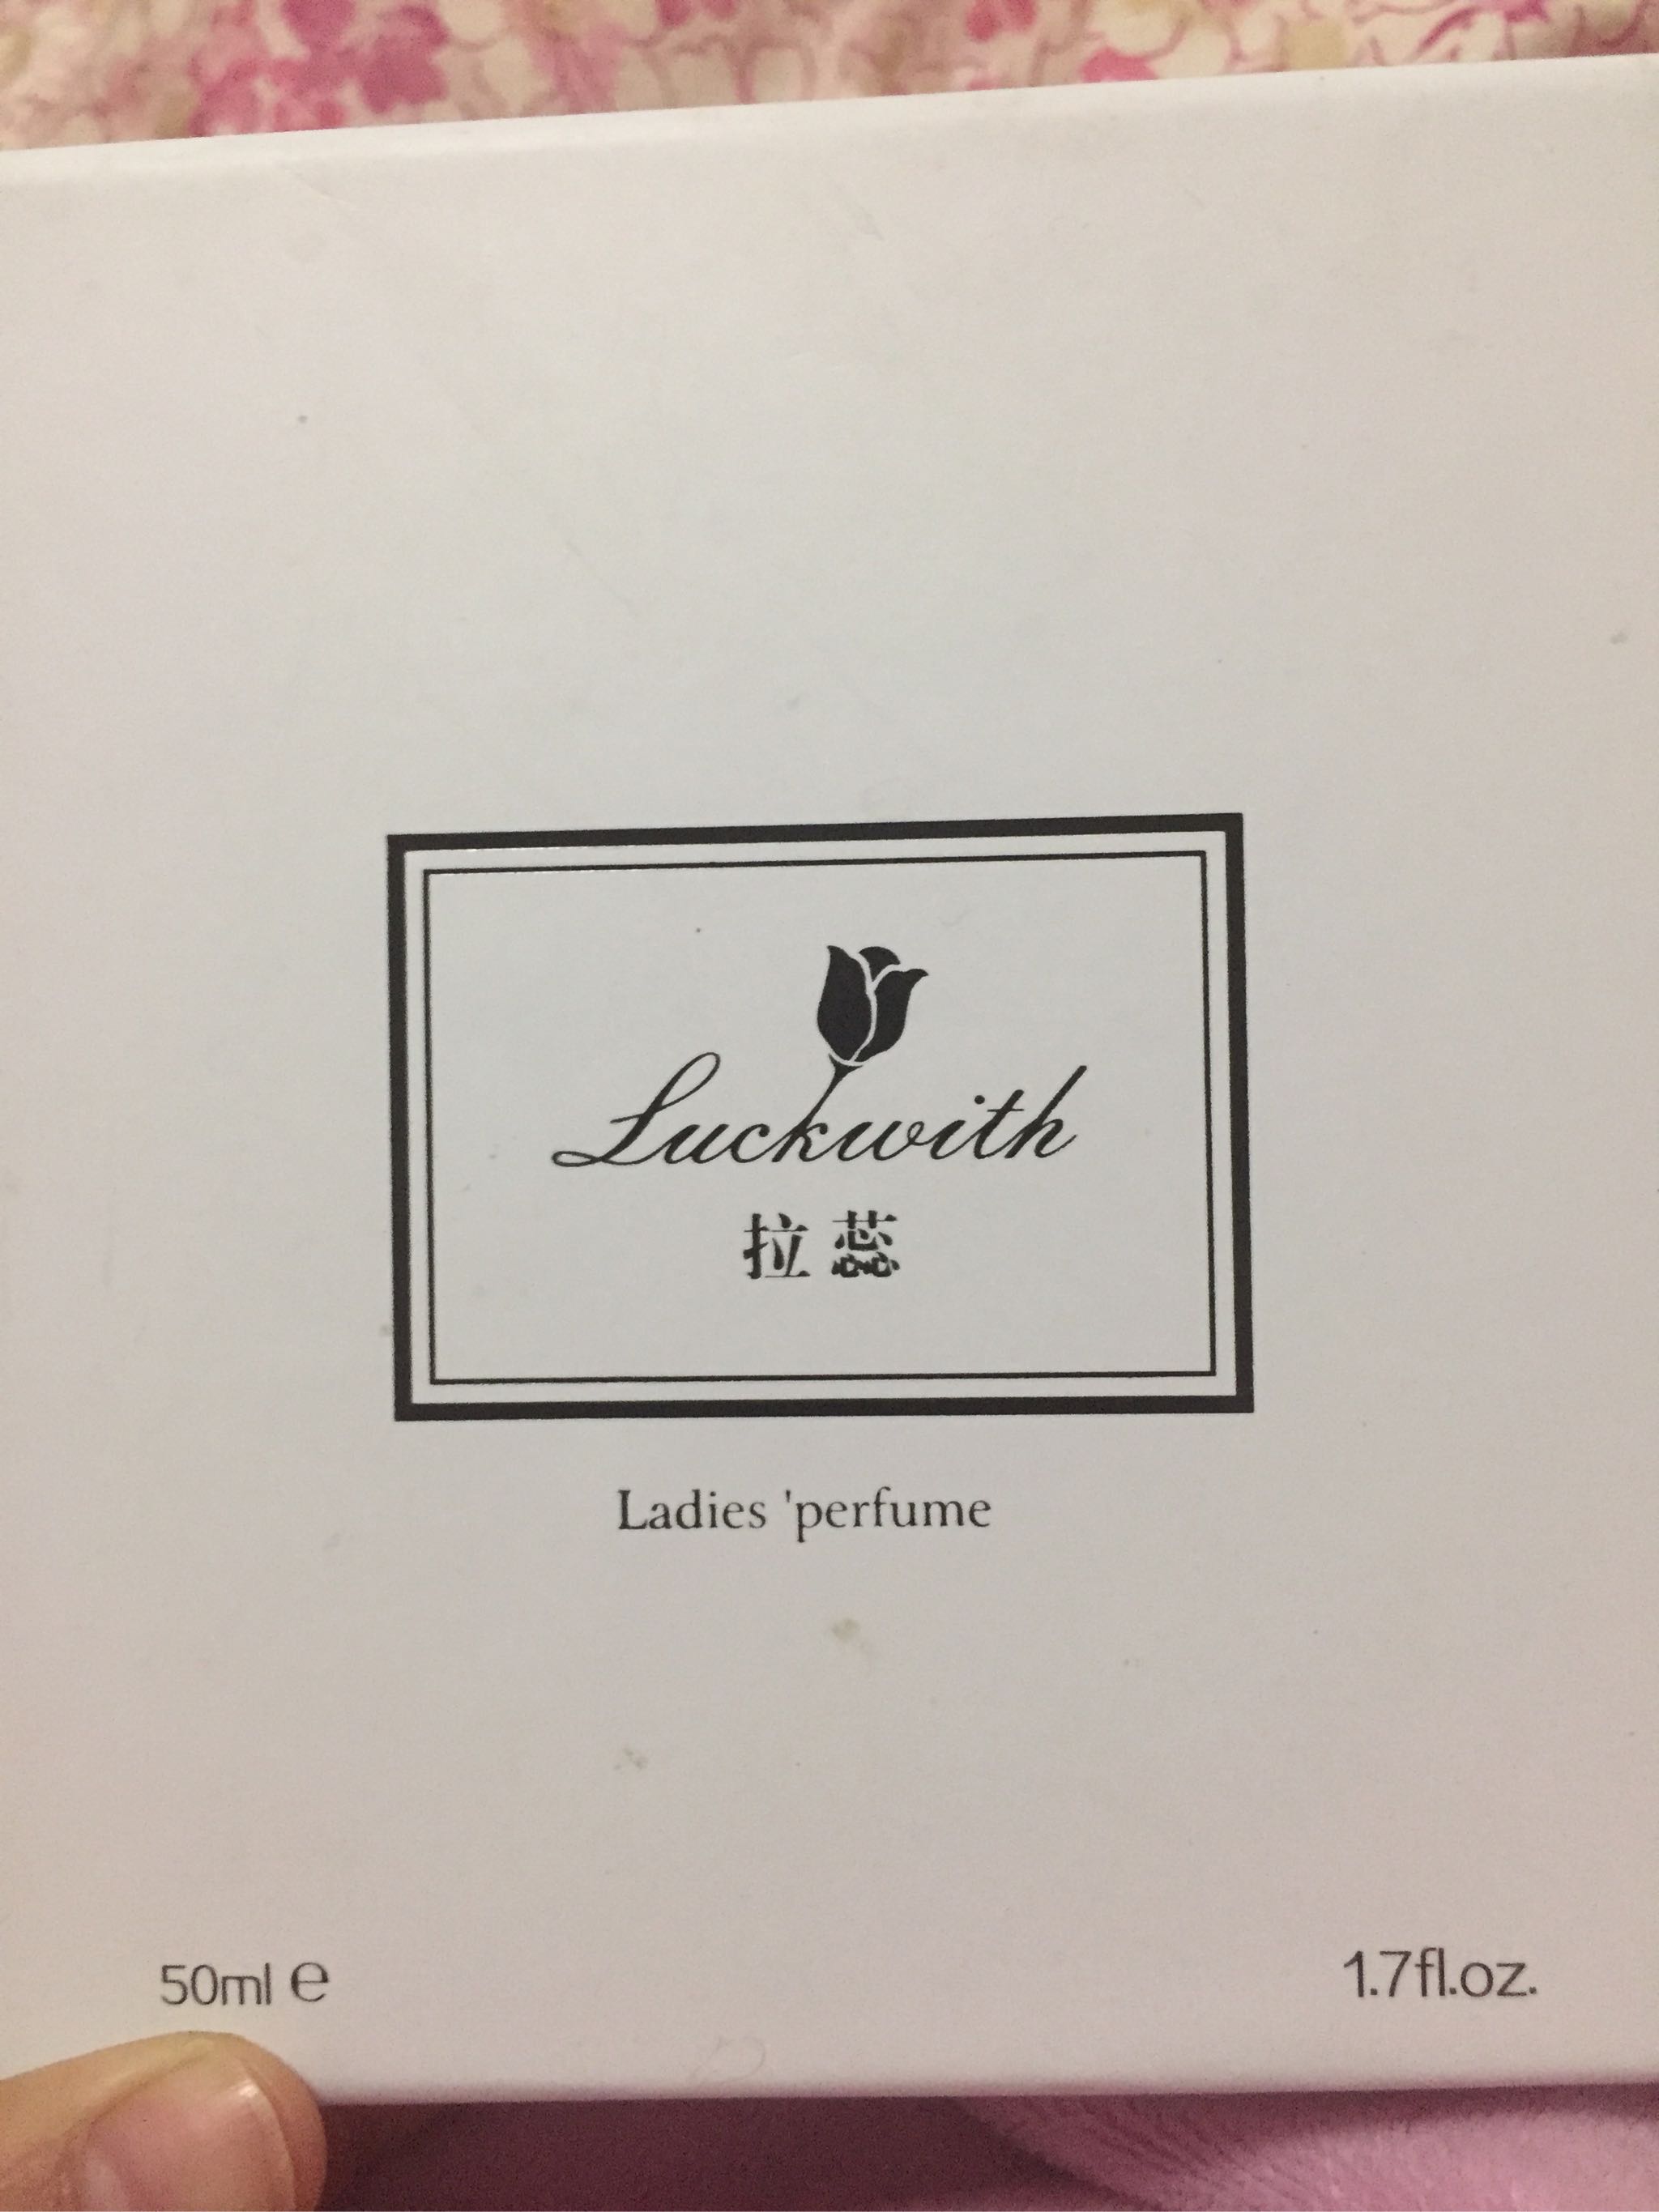 Luckwith
拉蕊
Ladies 'perfume
50ml ℮
1.7fl.oz.